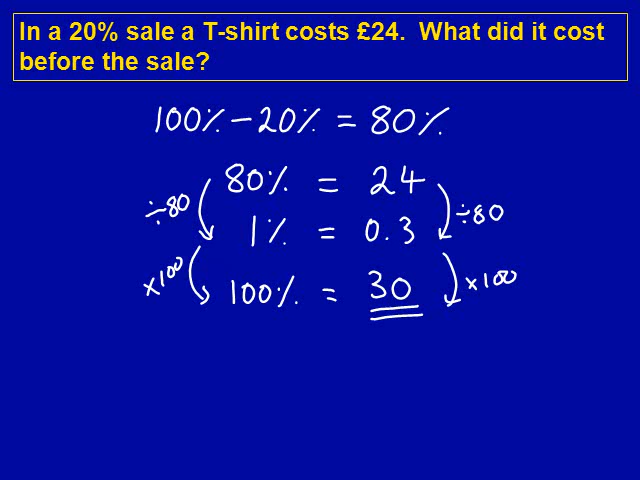 In a 20% sale a T-shirt costs £24.  What did it cost
before the sale?
100% - 20% = 80%
80% = 24
÷80 1% = 0.3 ÷80
×100 100% = 30 ×100